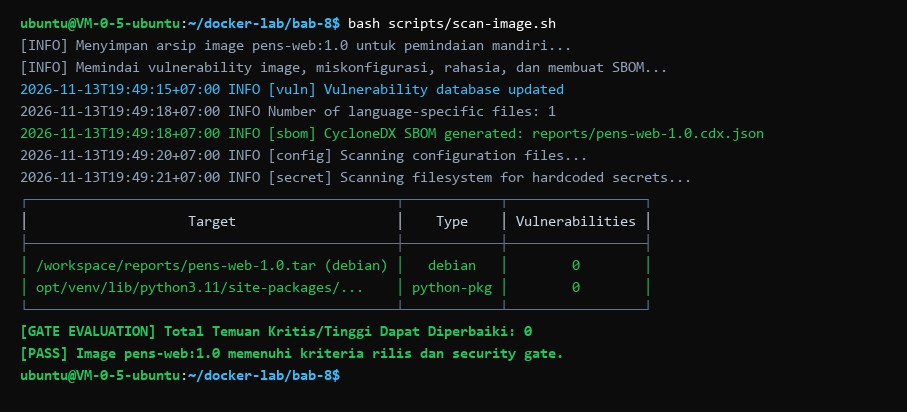 ubuntu@VM-0-5-ubuntu:~/docker-lab/bab-8$ bash scripts/scan-image.sh
[INFO] Menyimpan arsip image pens-web:1.0 untuk pemindaian mandiri...
[INFO] Memindai vulnerability image, miskonfigurasi, rahasia, dan membuat SBOM...
2026-11-13T19:49:15+07:00 INFO [vuln] Vulnerability database updated
2026-11-13T19:49:18+07:00 INFO Number of language-specific files: 1
2026-11-13T19:49:18+07:00 INFO [sbom] CycloneDX SBOM generated: reports/pens-web-1.0.cdx.json
2026-11-13T19:49:20+07:00 INFO [config] Scanning configuration files...
2026-11-13T19:49:21+07:00 INFO [secret] Scanning filesystem for hardcoded secrets...
Target Type Vulnerabilities
/workspace/reports/pens-web-1.0.tar (debian) debian 0
opt/venv/lib/python3.11/site-packages/... python-pkg 0
[GATE EVALUATION] Total Temuan Kritis/Tinggi Dapat Diperbaiki: 0
[PASS] Image pens-web:1.0 memenuhi kriteria rilis dan security gate.
ubuntu@VM-0-5-ubuntu:~/docker-lab/bab-8$